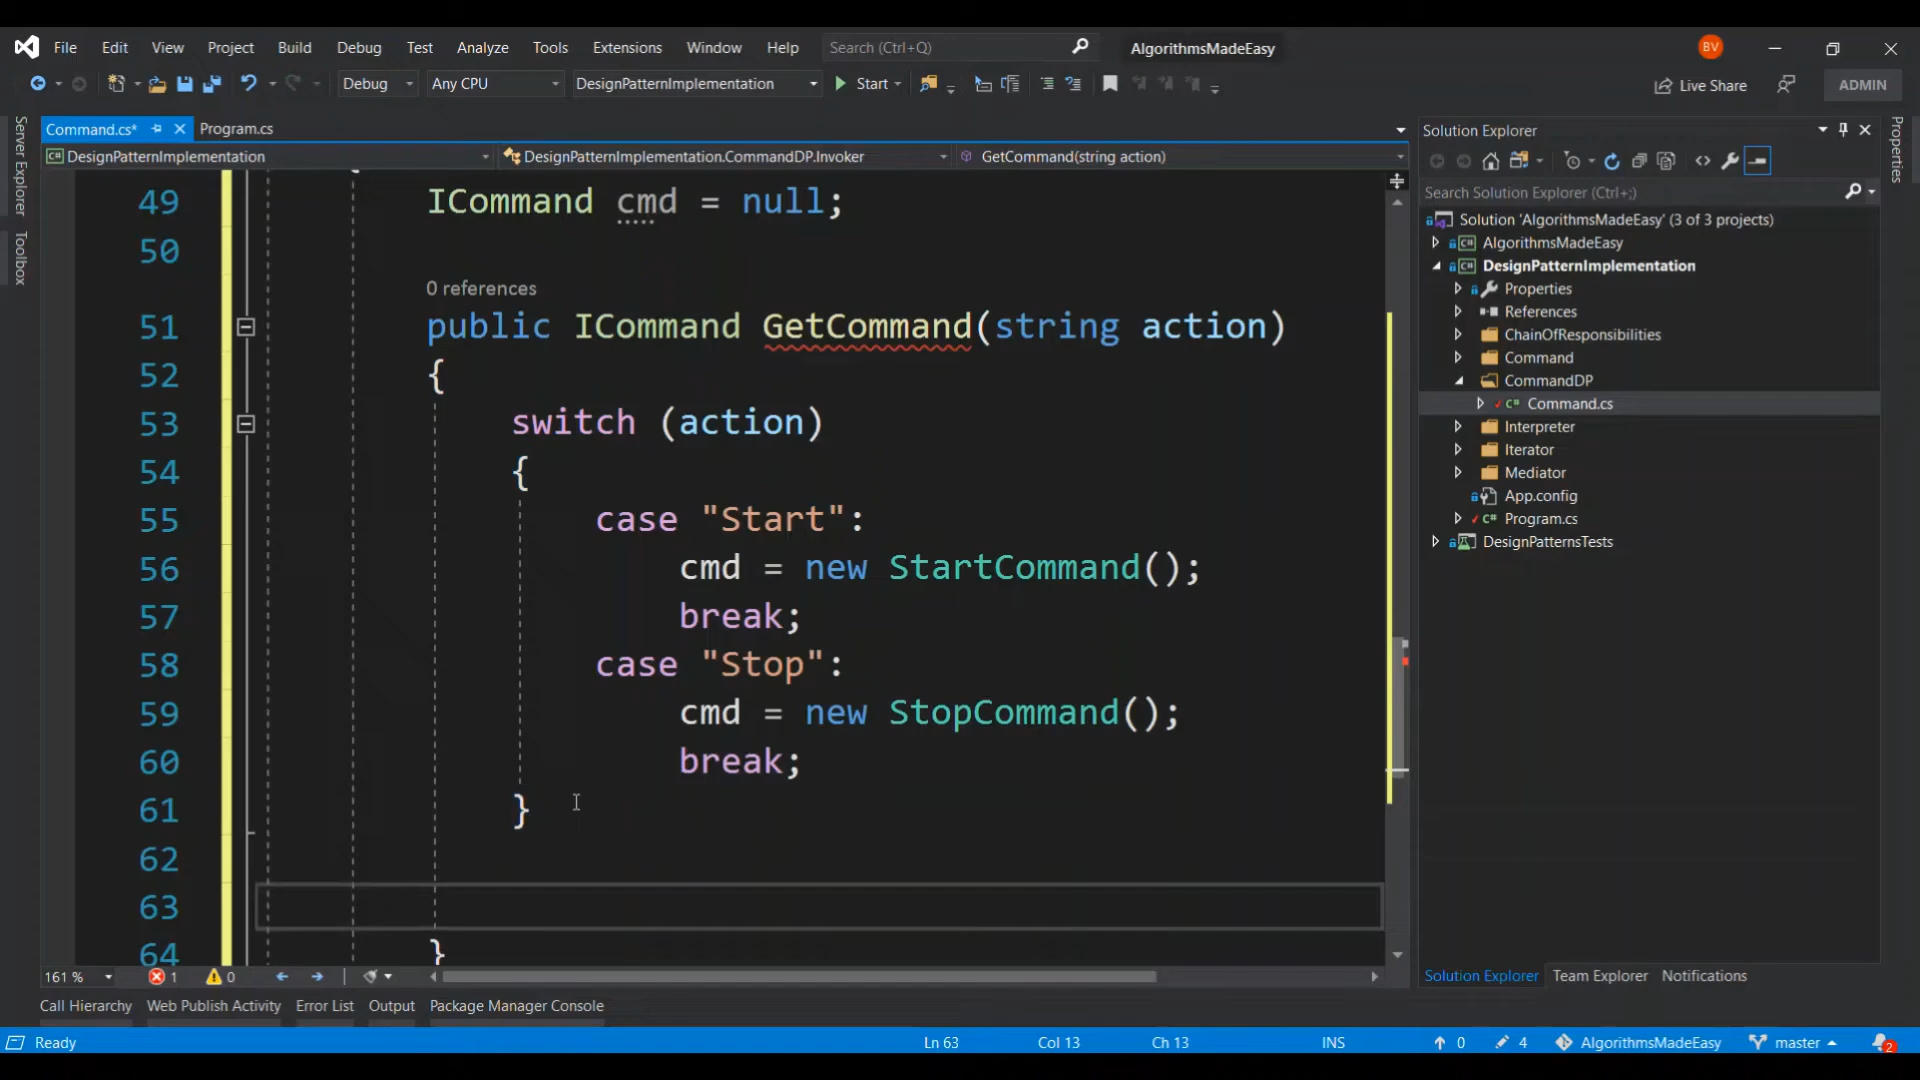 File Edit View Project Build Debug Test Analyze Tools Extensions Window Help Search (Ctrl+Q) AlgorithmsMadeEasy BV
Debug Any CPU DesignPatternImplementation Start Live Share ADMIN
Command.cs* Program.cs
DesignPatternImplementation DesignPatternImplementation.CommandDP.Invoker GetCommand(string action)
Server Explorer
Toolbox
49 ICommand cmd = null;
50
0 references
51 public ICommand GetCommand(string action)
52 {
53 switch (action)
54 {
55 case "Start":
56 cmd = new StartCommand();
57 break;
58 case "Stop":
59 cmd = new StopCommand();
60 break;
61 }
62
63
64 }
161 % 1 0
Call Hierarchy Web Publish Activity Error List Output Package Manager Console
Solution Explorer
Search Solution Explorer (Ctrl+;)
Solution 'AlgorithmsMadeEasy' (3 of 3 projects)
AlgorithmsMadeEasy
DesignPatternImplementation
Properties
References
ChainOfResponsibilities
Command
CommandDP
Command.cs
Interpreter
Iterator
Mediator
App.config
Program.cs
DesignPatternsTests
Solution Explorer Team Explorer Notifications
Properties
Ready Ln 63 Col 13 Ch 13 INS 0 4 AlgorithmsMadeEasy master 2